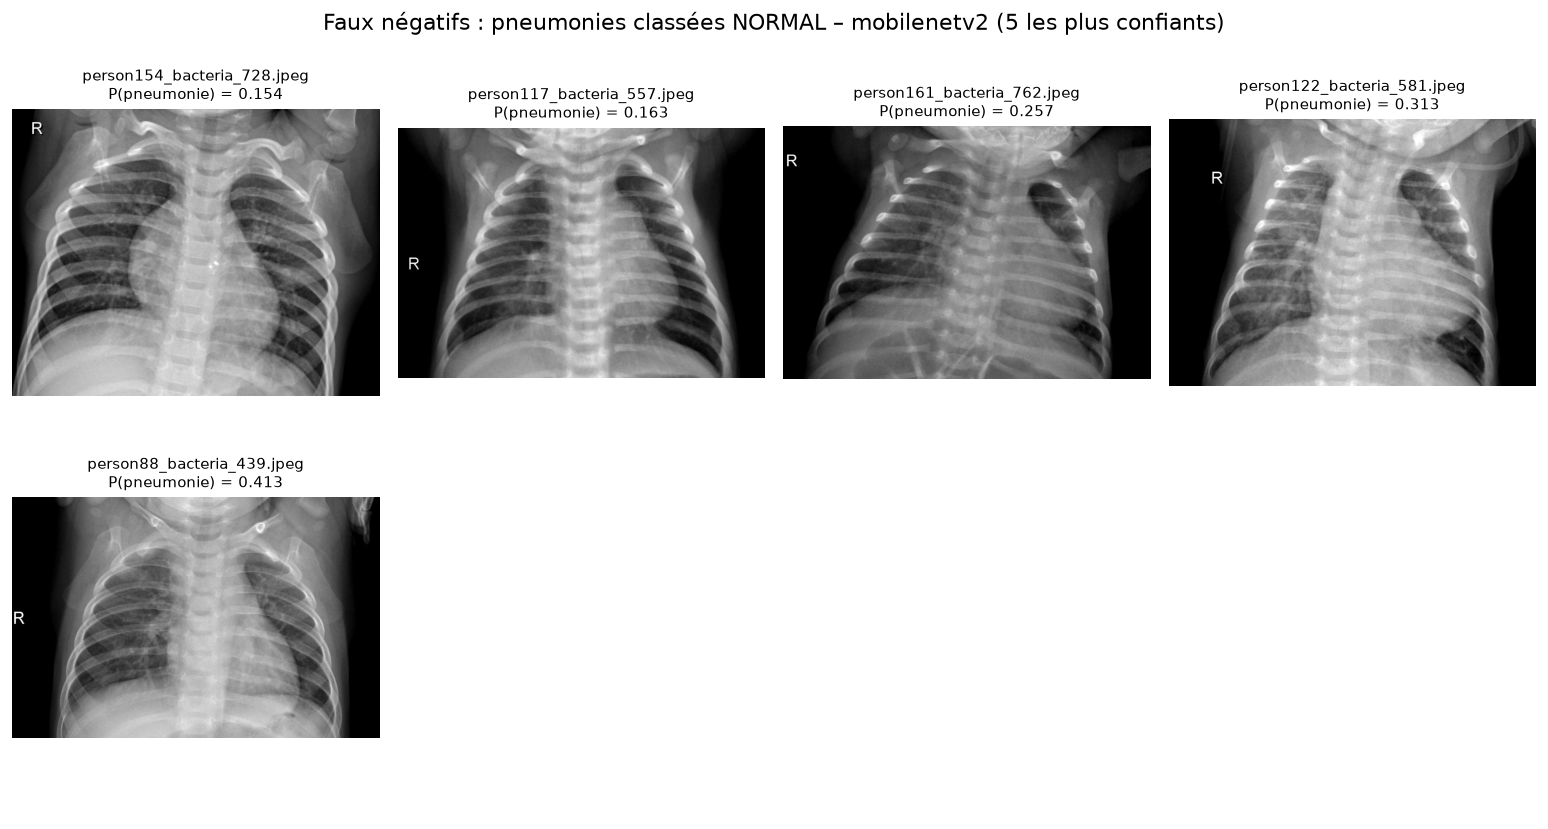 Faux négatifs : pneumonies classées NORMAL – mobilenetv2 (5 les plus confiants)
person154_bacteria_728.jpeg
P(pneumonie) = 0.154
R
person117_bacteria_557.jpeg
P(pneumonie) = 0.163
R
person161_bacteria_762.jpeg
P(pneumonie) = 0.257
R
person122_bacteria_581.jpeg
P(pneumonie) = 0.313
R
person88_bacteria_439.jpeg
P(pneumonie) = 0.413
R